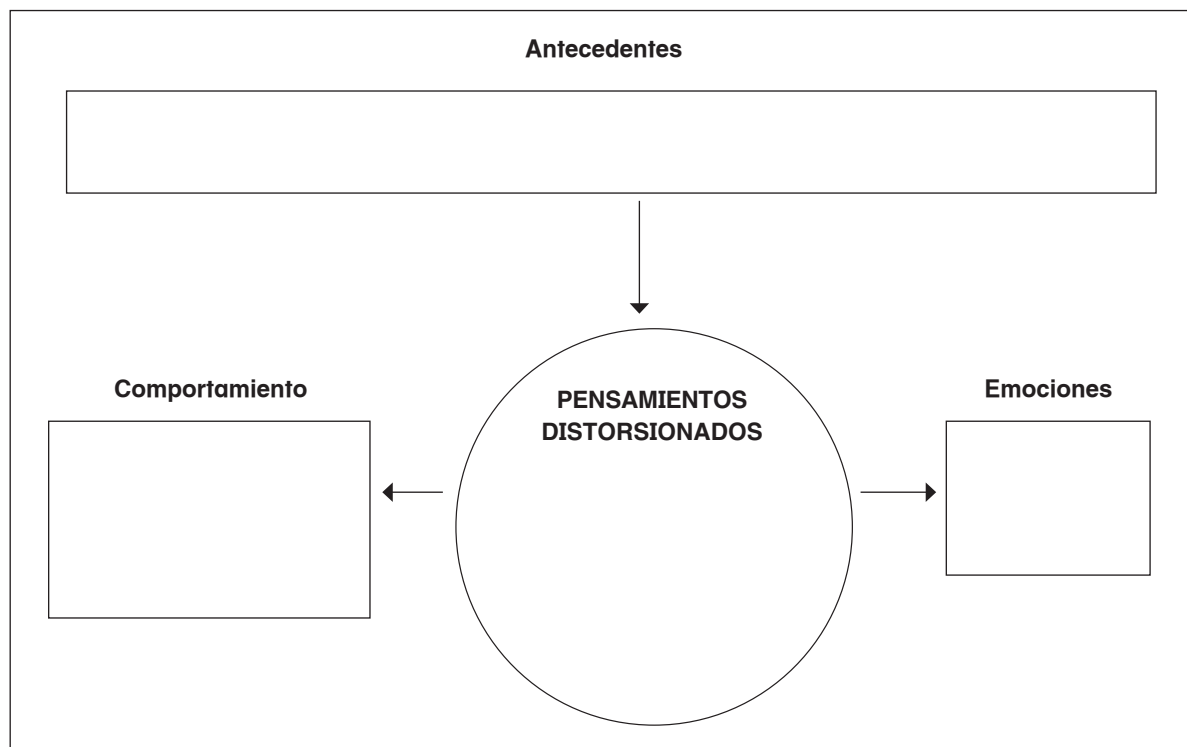 Antecedentes
Comportamiento
PENSAMIENTOS
DISTORSIONADOS
Emociones